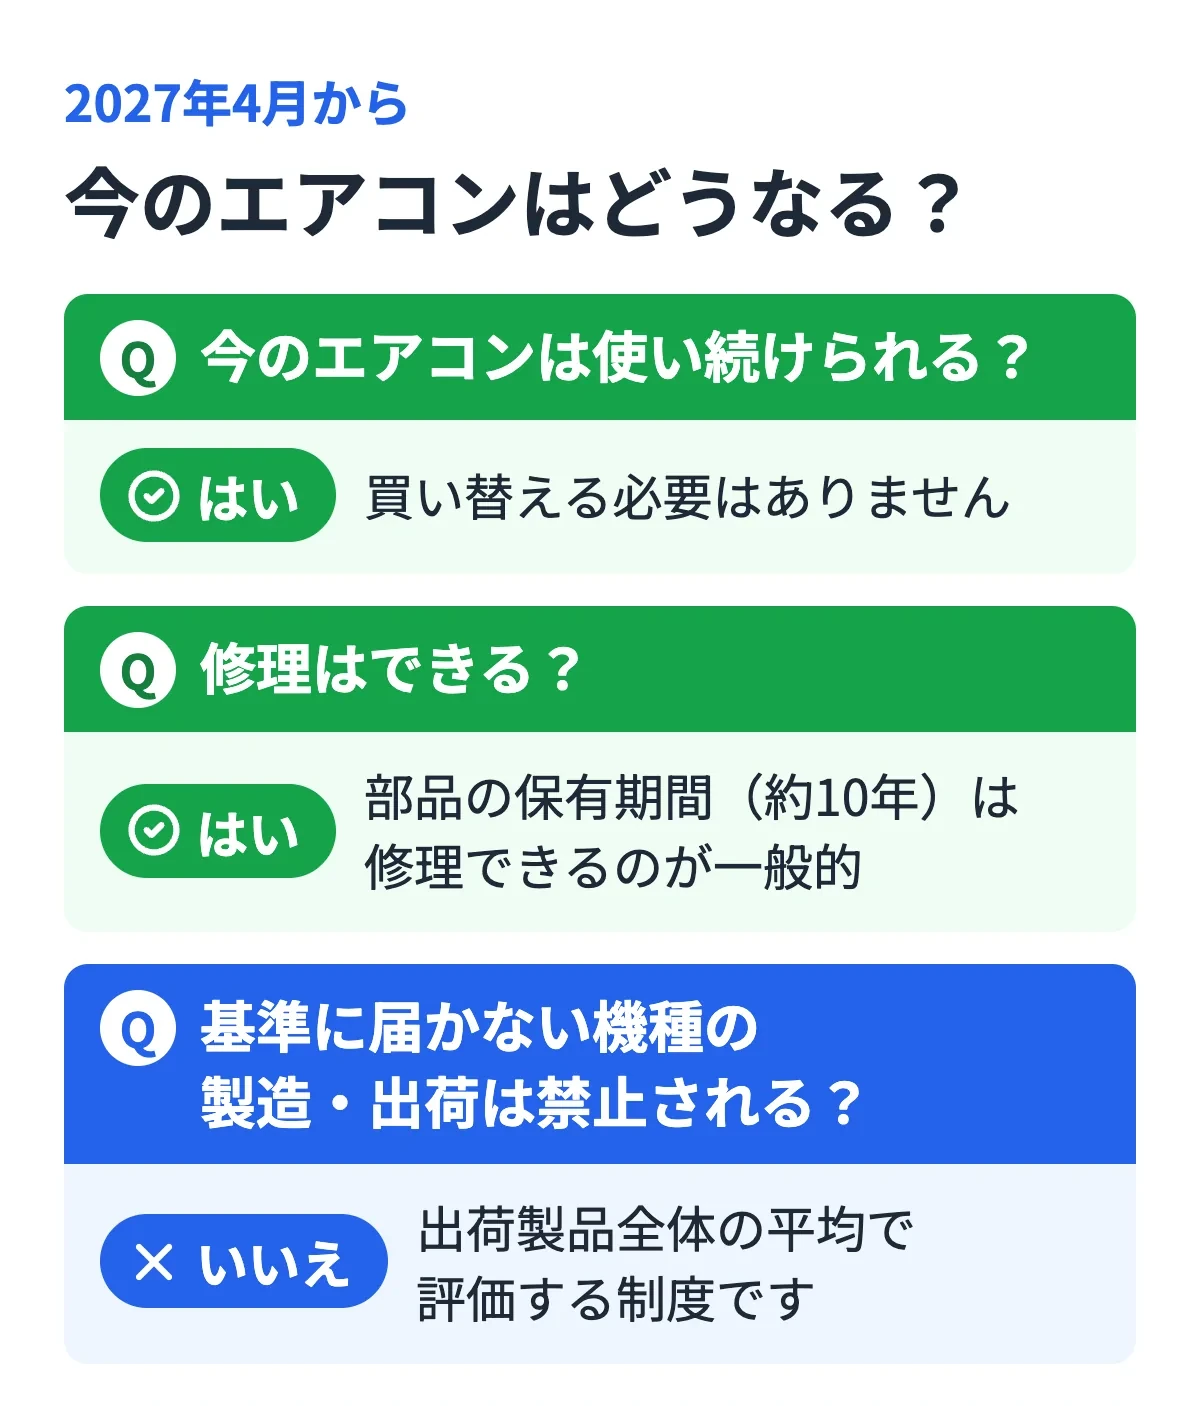 2027年4月から
今のエアコンはどうなる？
Q 今のエアコンは使い続けられる？
はい 買い替える必要はありません
Q 修理はできる？
はい 部品の保有期間（約10年）は
修理できるのが一般的
Q 基準に届かない機種の
製造・出荷は禁止される？
いいえ 出荷製品全体の平均で
評価する制度です